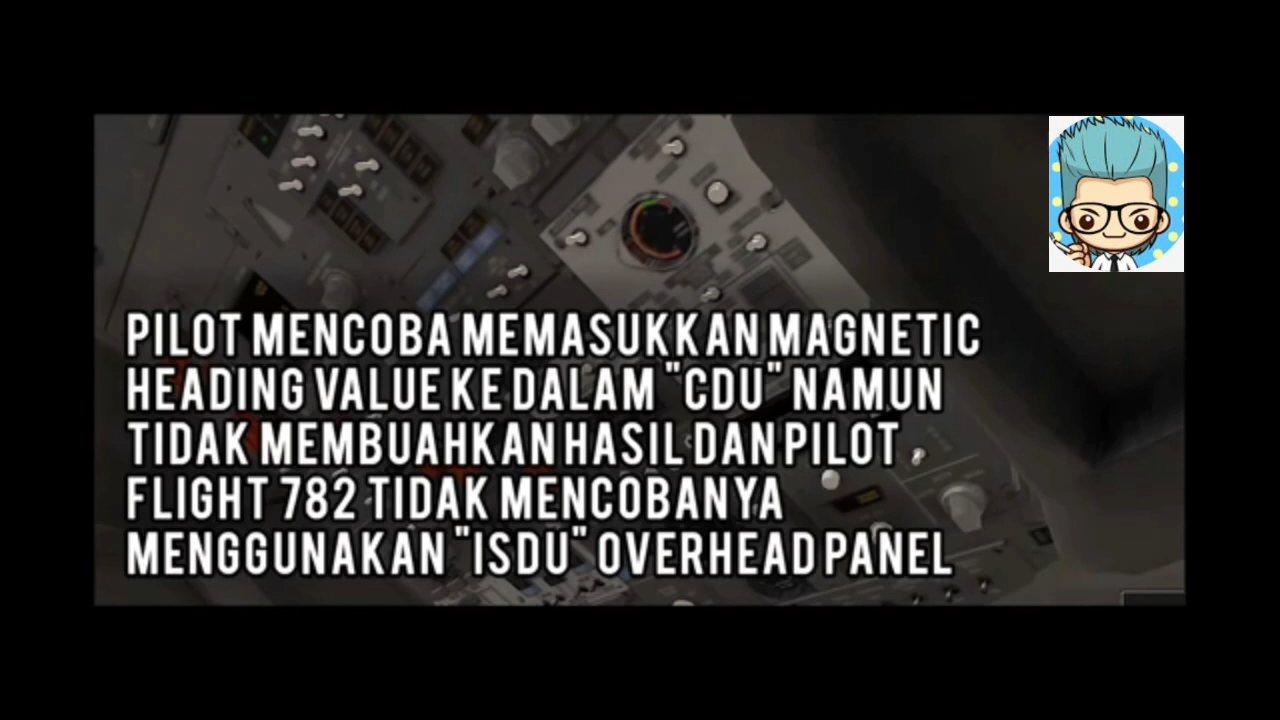 PILOT MENCOBA MEMASUKKAN MAGNETIC
HEADING VALUE KE DALAM "CDU" NAMUN
TIDAK MEMBUAHKAN HASIL DAN PILOT
FLIGHT 782 TIDAK MENCOBANYA
MENGGUNAKAN "ISDU" OVERHEAD PANEL